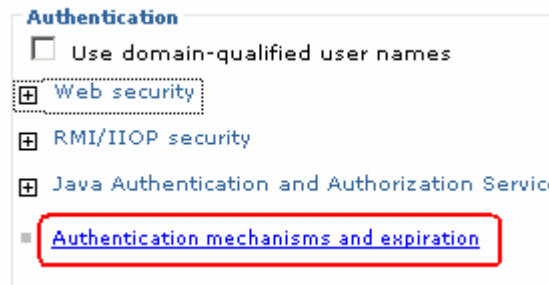 Authentication
Use domain-qualified user names
Web security
RMI/IIOP security
Java Authentication and Authorization
Authentication mechanisms and expiration